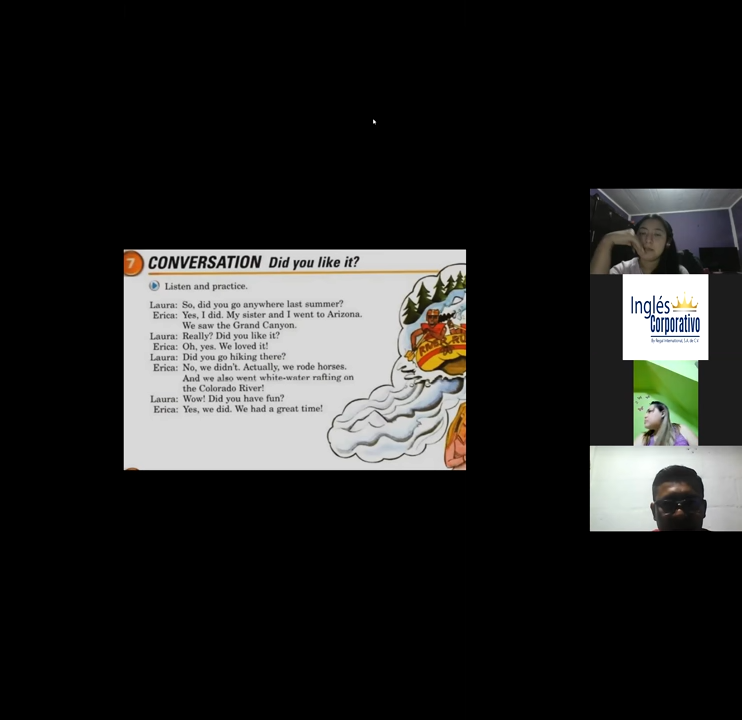 7 CONVERSATION Did you like it?
Listen and practice.
Laura: So, did you go anywhere last summer?
Erica: Yes, I did. My sister and I went to Arizona.
We saw the Grand Canyon.
Laura: Really? Did you like it?
Erica: Oh, yes. We loved it!
Laura: Did you go hiking there?
Erica: No, we didn't. Actually, we rode horses.
And we also went white-water rafting on
the Colorado River!
Laura: Wow! Did you have fun?
Erica: Yes, we did. We had a great time!
Inglés
Corporativo
By Regal International, S.A. de C.V.